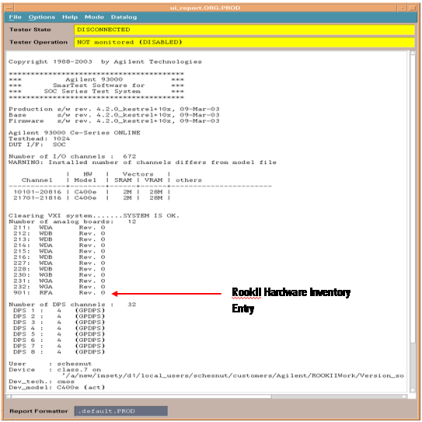 ui_report.ORG.PROD
File Options Help Mode Datalog
Tester State DISCONNECTED
Tester Operation NOT monitored (DISABLED)
Copyright 1988-2003 by Agilent Technologies
****************************************
*** Agilent 93000 ***
*** SmarTest Software for ***
*** SOC Series Test System ***
****************************************
Production s/w rev. 4.2.0_kestrel+10s, 09-Mar-03
Base s/w rev. 4.2.0_kestrel+10s, 09-Mar-03
Firmware s/w rev. 4.2.0_kestrel+10s, 09-Mar-03
Agilent 93000 Ce-Series ONLINE
Testhead: 1024
DUT I/F: SOC
Number of I/O channels : 672
WARNING: Installed number of channels differs from model file
| HW | Vectors |
Channel | Model | SRAM | VRAM | others
10101-20816 | C400e | 2M | 28M |
21701-21816 | C400e | 2M | 28M |
Clearing VXI system.......SYSTEM IS OK.
Number of analog boards: 12
211: WDA Rev. 0
212: WDB Rev. 0
213: WDA Rev. 0
214: WDB Rev. 0
215: WDA Rev. 0
216: WDB Rev. 0
227: WDA Rev. 0
228: WDB Rev. 0
230: WGB Rev. 0
231: WGA Rev. 0
232: WGA Rev. 0
901: RFA Rev. 0
RookII Hardware Inventory
Entry
Number of DPS channels : 32
DPS 1 : 4 (GPDPS)
DPS 2 : 4 (GPDPS)
DPS 3 : 4 (GPDPS)
DPS 4 : 4 (GPDPS)
DPS 5 : 4 (GPDPS)
DPS 6 : 4 (GPDPS)
DPS 7 : 4 (GPDPS)
DPS 8 : 4 (GPDPS)
User : schesnut
Device : class.7 on
'/a/new/imsety/d1/local_users/schesnut/customers/Agilent/ROOKIIWork/Version_so
Dev_tech.: cmos
Dev_model: C400e (act)
Report Formatter .default.PROD